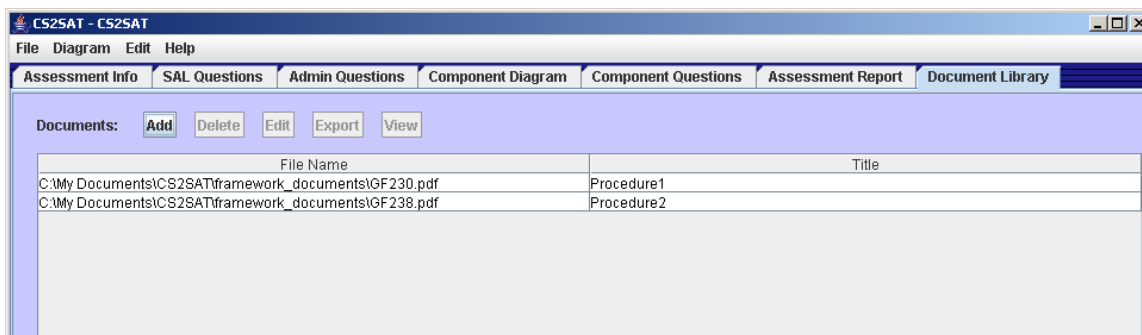 CS2SAT - CS2SAT
File Diagram Edit Help
Assessment Info SAL Questions Admin Questions Component Diagram Component Questions Assessment Report Document Library
Documents: Add Delete Edit Export View
File Name Title
C:\My Documents\CS2SAT\framework_documents\GF230.pdf Procedure1
C:\My Documents\CS2SAT\framework_documents\GF238.pdf Procedure2